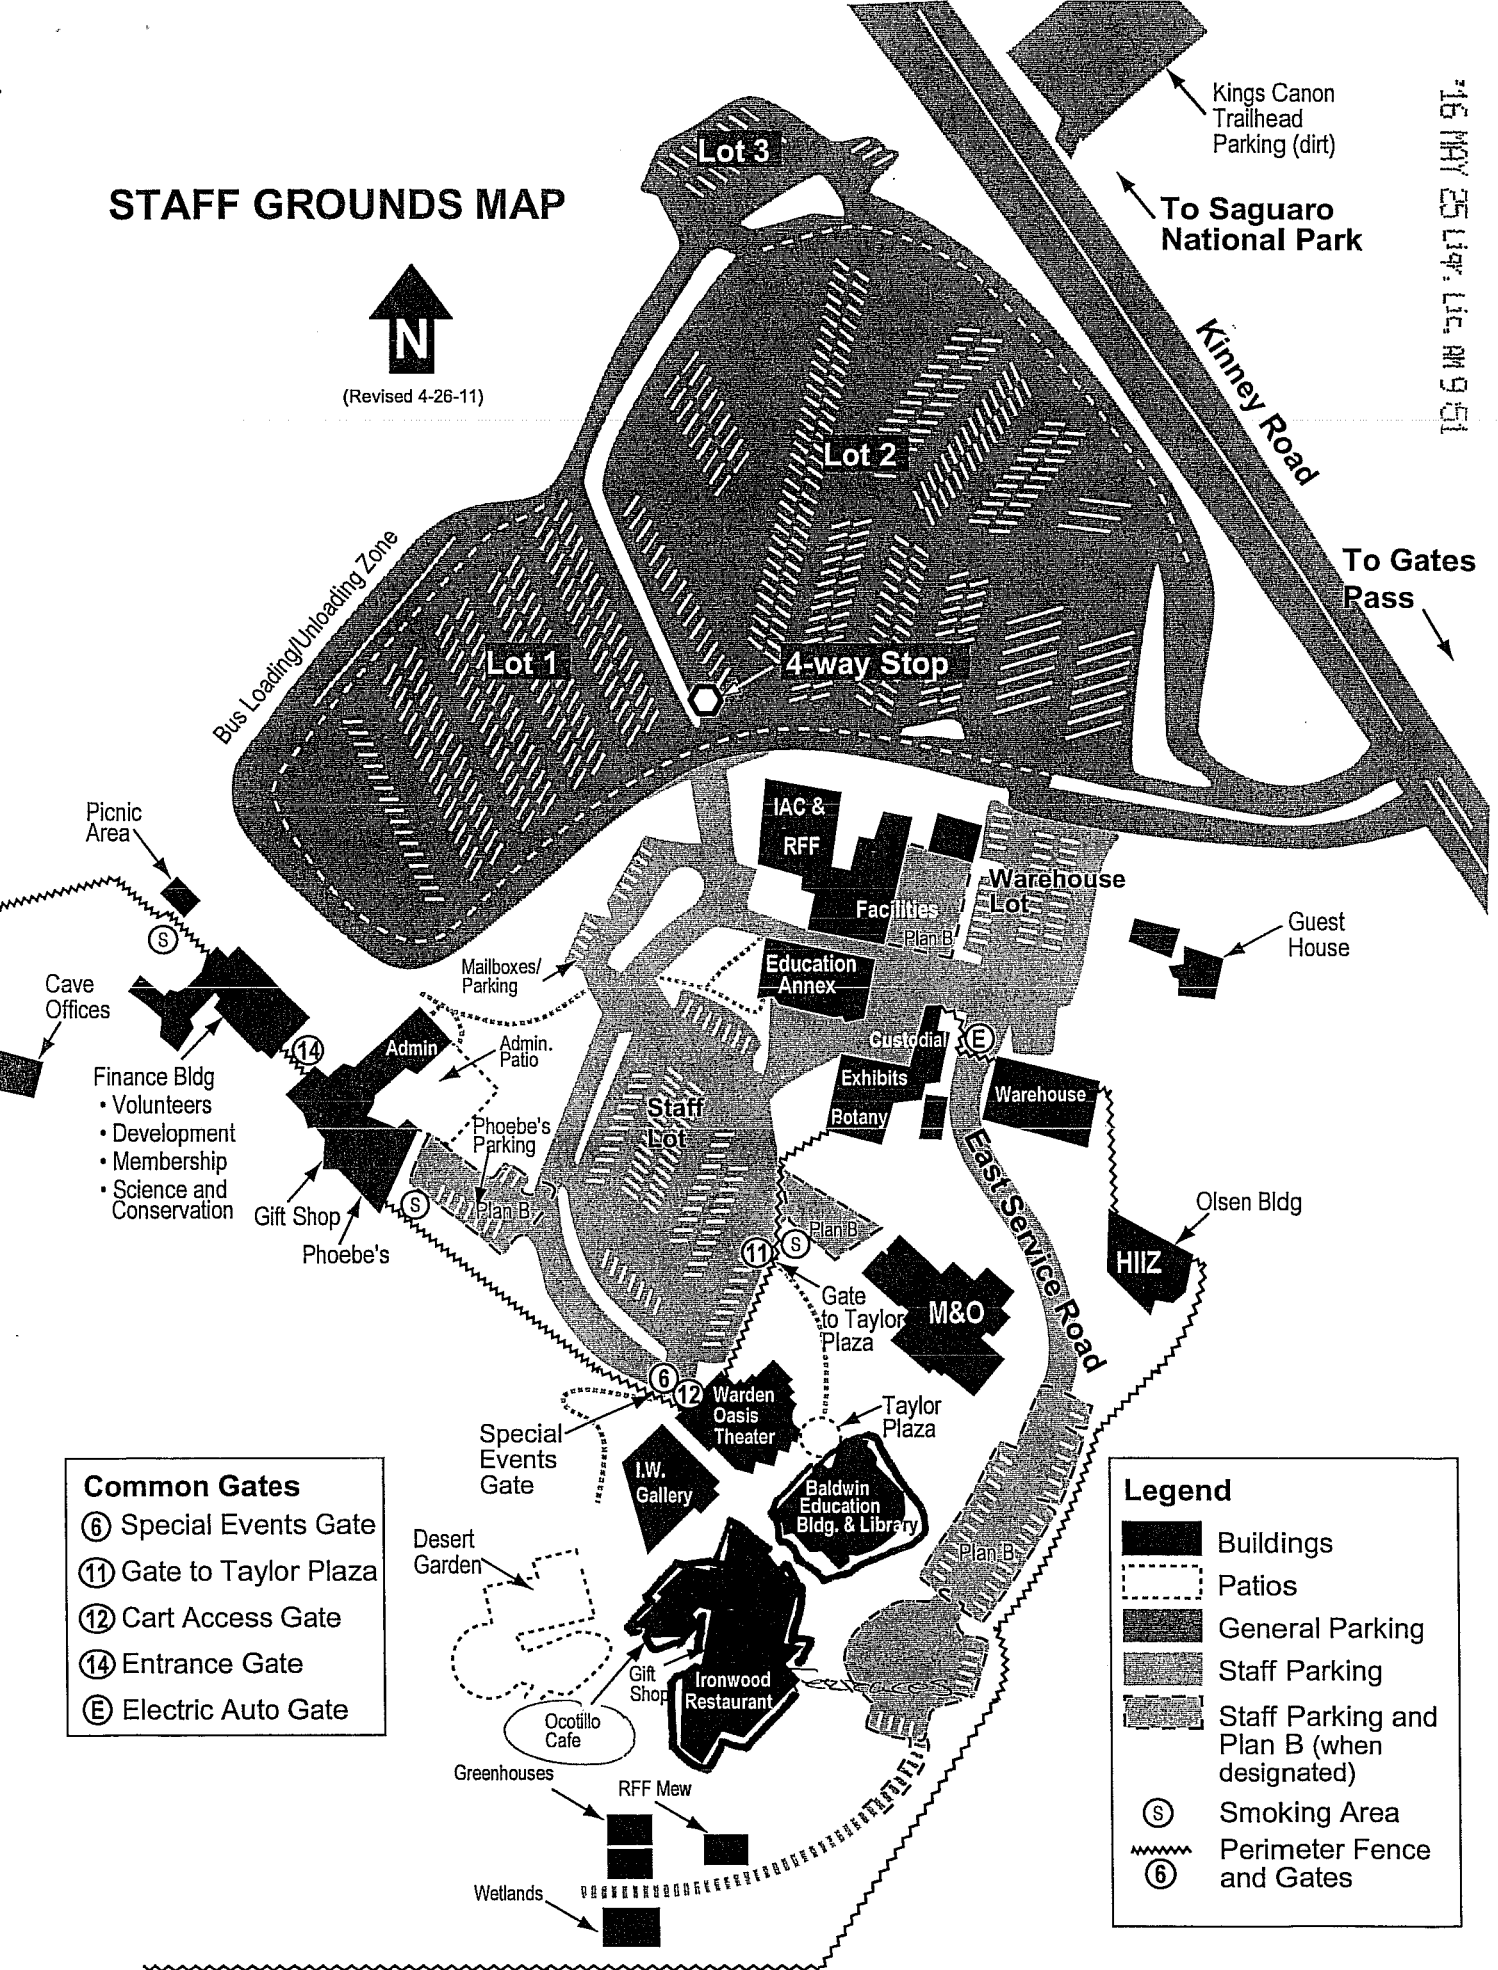 Kings Canon
Trailhead
Parking (dirt)
'16 MAY 25 Liqr. Lic. AM 9 51
Lot 3
STAFF GROUNDS MAP
To Saguaro
National Park
N
(Revised 4-26-11)
Kinney Road
Lot 2
To Gates
Pass
Bus Loading/Unloading Zone
Lot 1
4-way Stop
Picnic
Area
IAC &
RFF
Warehouse
Lot
Facilities
Plan B
Guest
House
S
Mailboxes/
Parking
Education
Annex
Cave
Offices
14
Admin
Admin.
Patio
Custodial
E
Finance Bldg
• Volunteers
• Development
• Membership
• Science and
Conservation
Exhibits
Botany
Warehouse
Staff
Lot
Phoebe's
Parking
East Service Road
Gift Shop
S
Plan B
Phoebe's
Plan B
Olsen Bldg
11
S
HIIZ
Gate
to Taylor
Plaza
M&O
6
12
Warden
Oasis
Theater
Taylor
Plaza
Special
Events
Gate
I.W.
Gallery
Baldwin
Education
Bldg. & Library
Plan B
Desert
Garden
Gift
Shop
Ironwood
Restaurant
Ocotillo
Cafe
Greenhouses
RFF Mew
Wetlands
Common Gates
6 Special Events Gate
11 Gate to Taylor Plaza
12 Cart Access Gate
14 Entrance Gate
E Electric Auto Gate
Legend
Buildings
Patios
General Parking
Staff Parking
Staff Parking and
Plan B (when
designated)
S Smoking Area
Perimeter Fence
6 and Gates